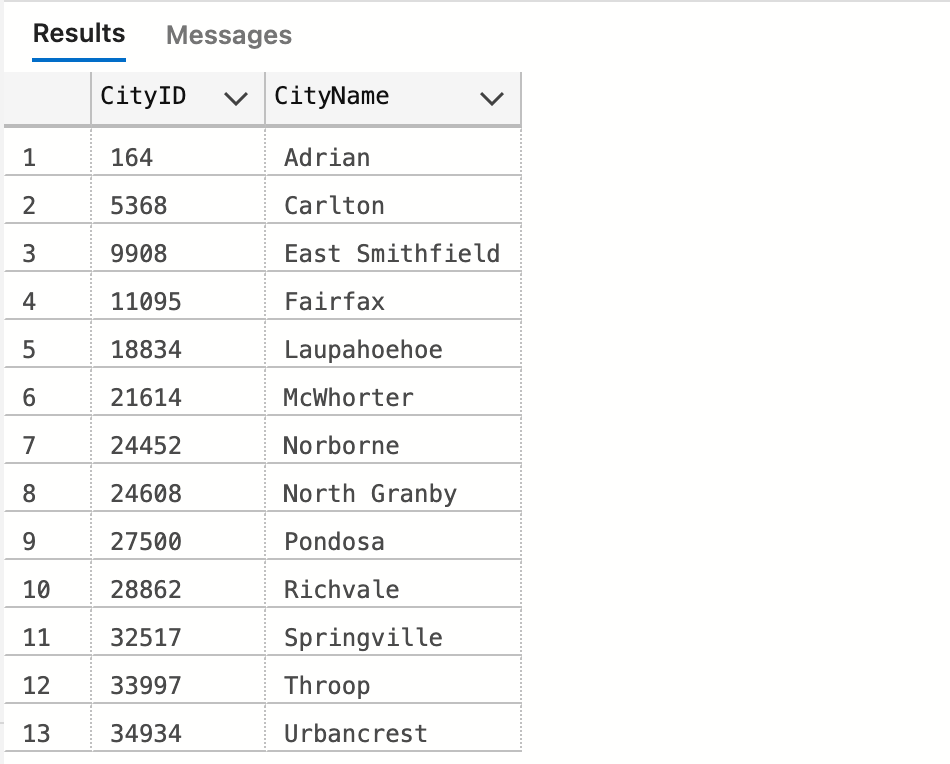 Results Messages
CityID CityName
1 164 Adrian
2 5368 Carlton
3 9908 East Smithfield
4 11095 Fairfax
5 18834 Laupahoehoe
6 21614 McWhorter
7 24452 Norborne
8 24608 North Granby
9 27500 Pondosa
10 28862 Richvale
11 32517 Springville
12 33997 Throop
13 34934 Urbancrest